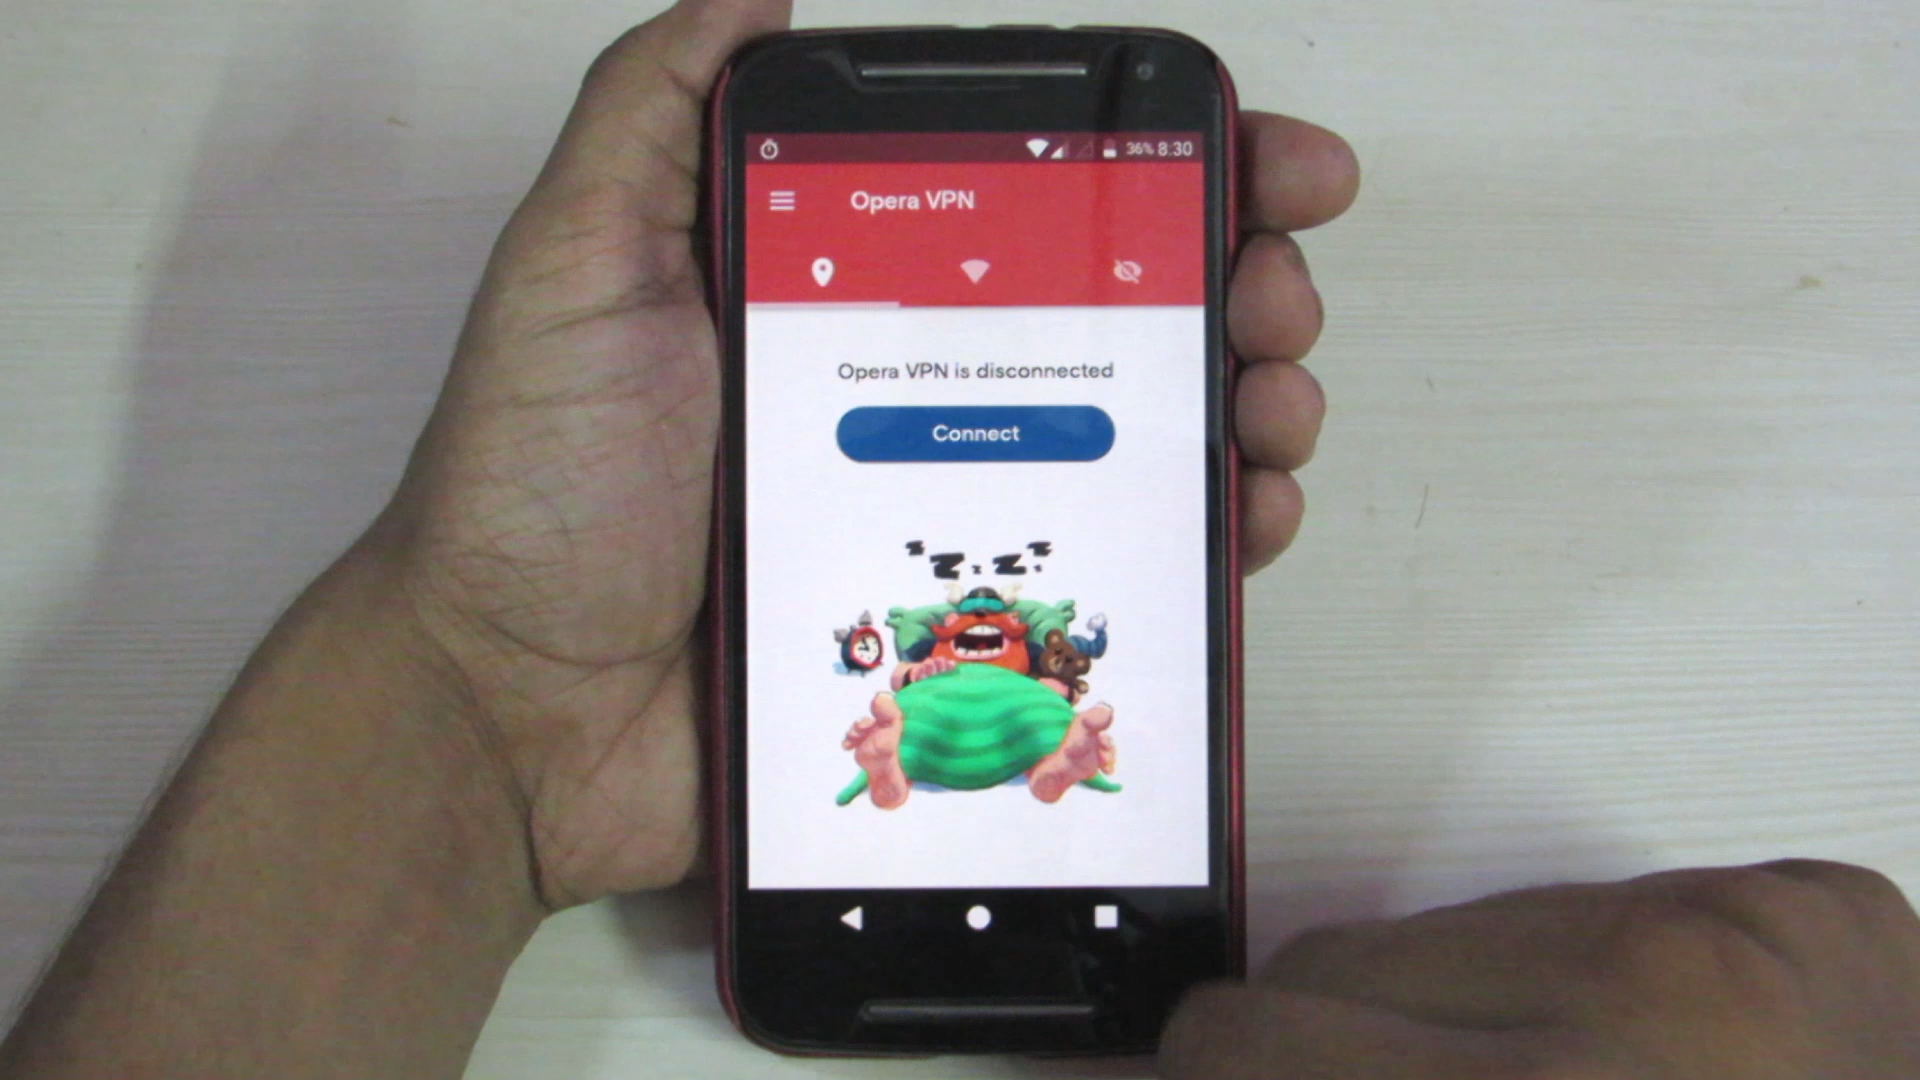 36% 8:30
Opera VPN
Opera VPN is disconnected
Connect
z z z z z z